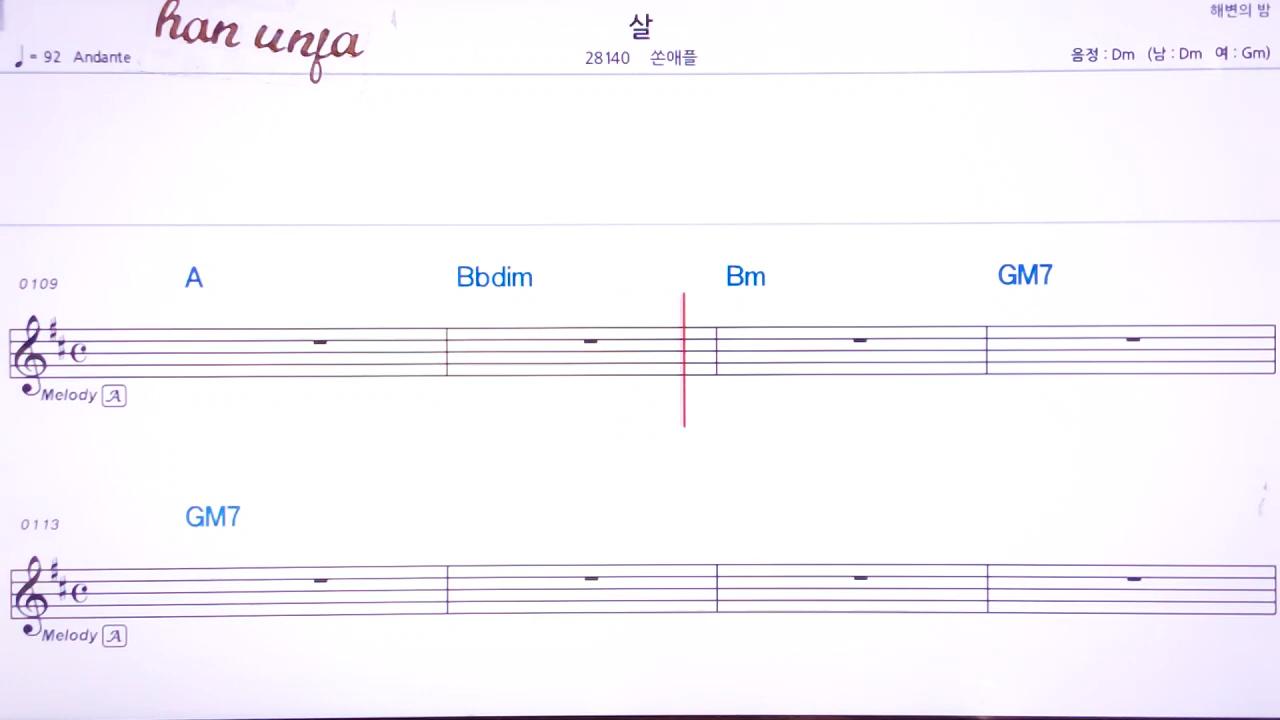 han unja
살
해변의 밤
♩= 92 Andante
28140 쏜애플
음정 : Dm (남 : Dm 여 : Gm)
0109
A Bbdim Bm GM7
Melody A
0113
GM7
Melody A